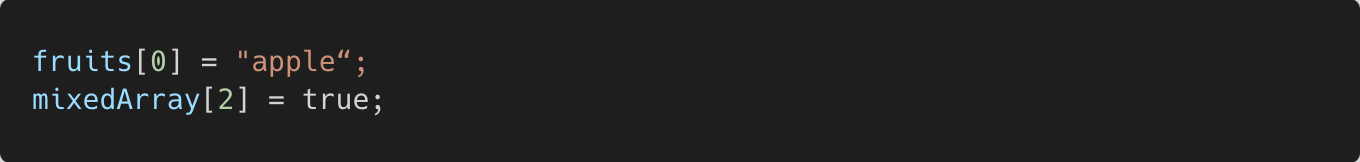 fruits[0] = "apple“;
mixedArray[2] = true;